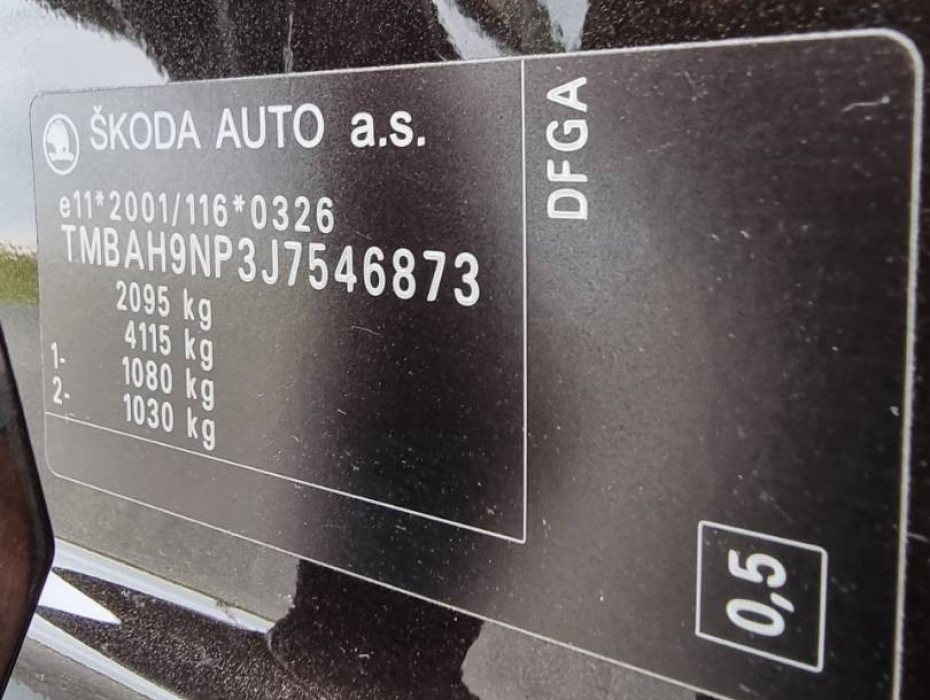 ŠKODA AUTO a.s.
e11*2001/116*0326
TMBAH9NP3J7546873
2095 kg
4115 kg
1- 1080 kg
2- 1030 kg
DFGA
0,5